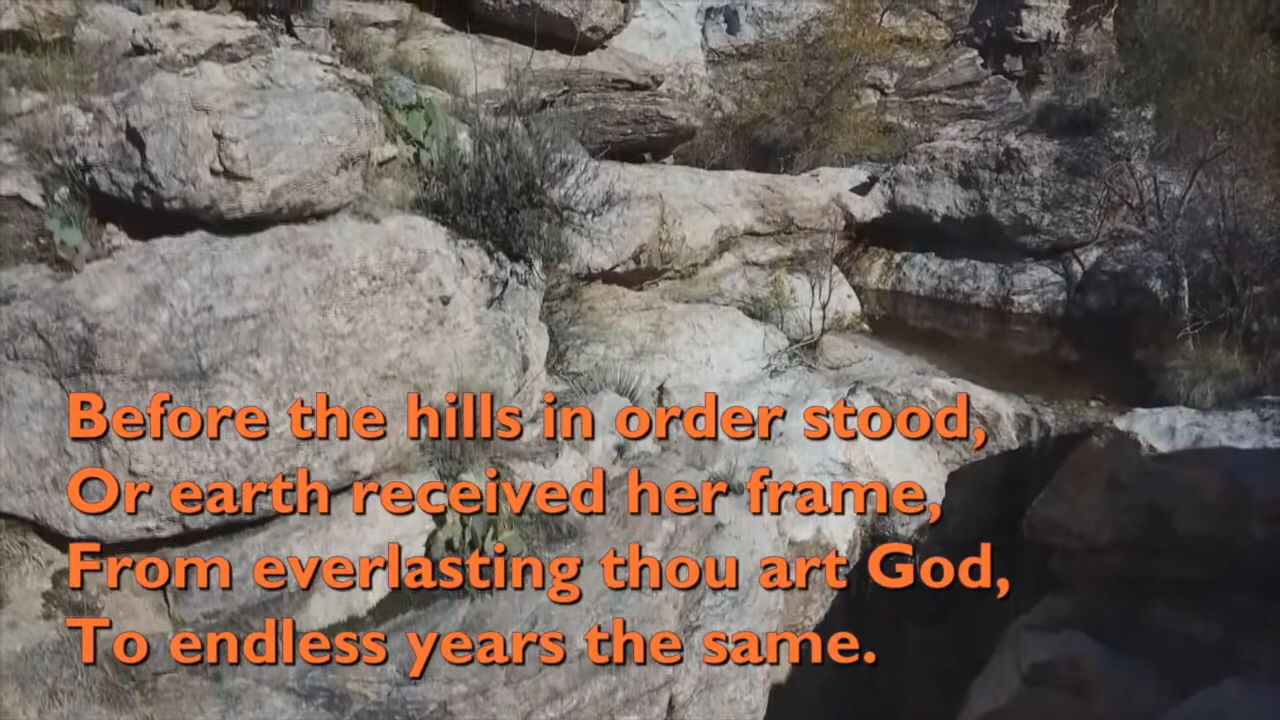 Before the hills in order stood,
Or earth received her frame,
From everlasting thou art God,
To endless years the same.